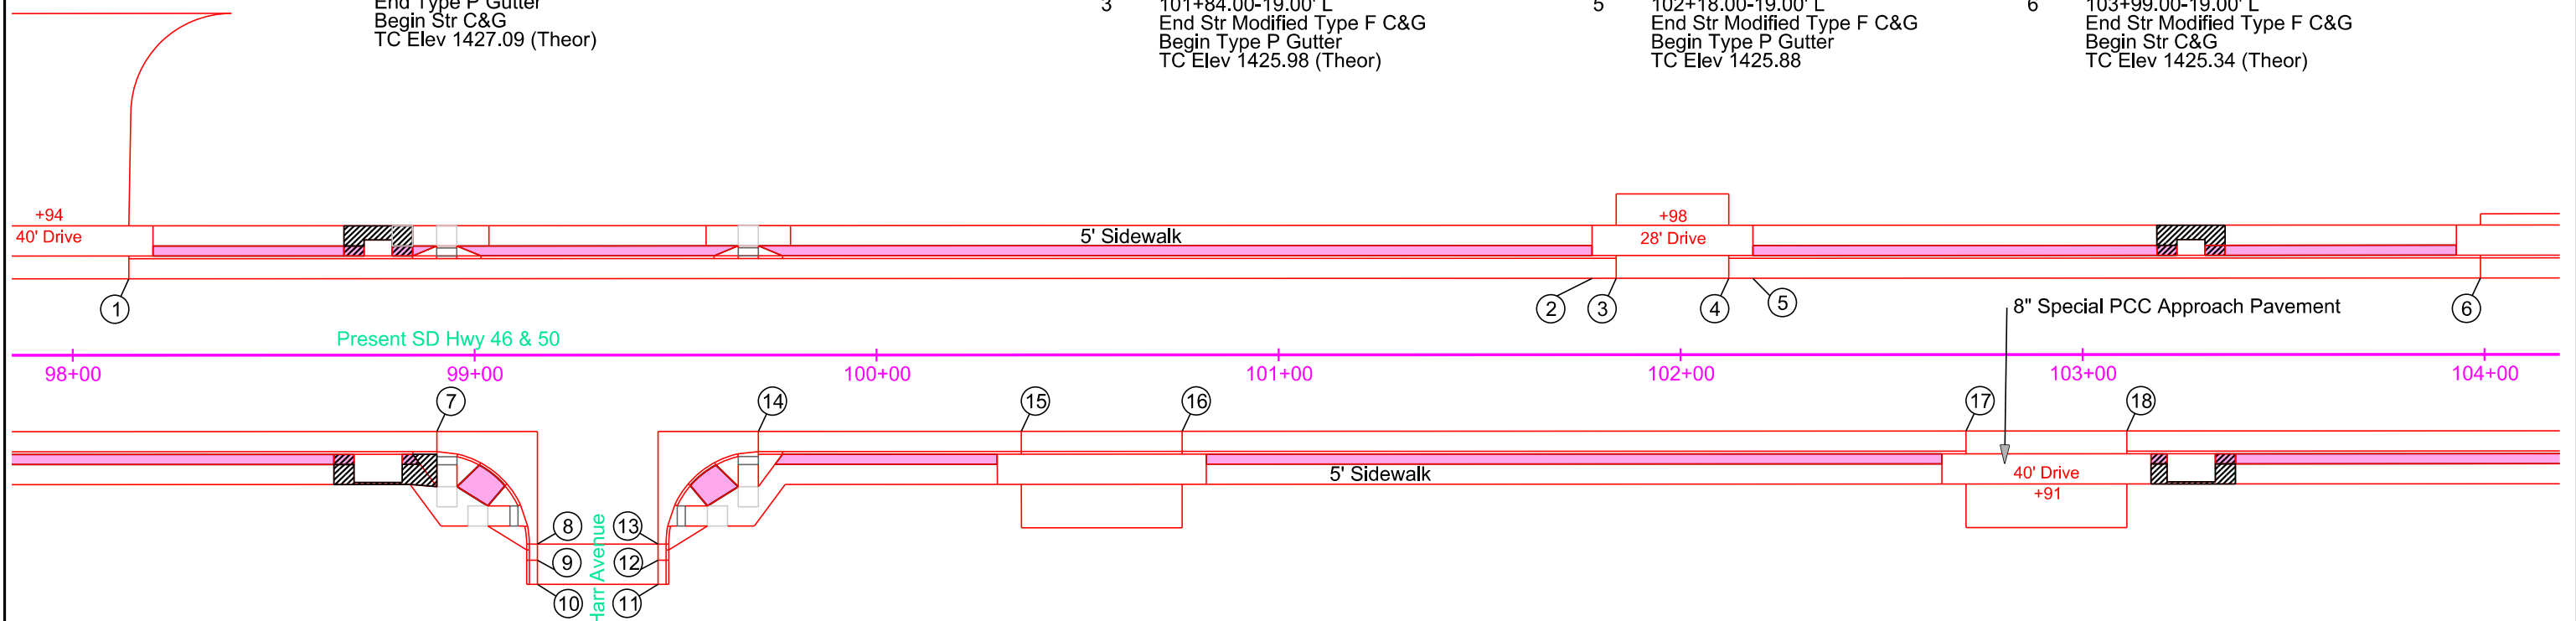 End Type P Gutter
Begin Str C&G
TC Elev 1427.09 (Theor)
3 101+84.00-19.00' L
End Str Modified Type F C&G
Begin Type P Gutter
TC Elev 1425.98 (Theor)
5 102+18.00-19.00' L
End Str Modified Type F C&G
Begin Type P Gutter
TC Elev 1425.88
6 103+99.00-19.00' L
End Str Modified Type F C&G
Begin Str C&G
TC Elev 1425.34 (Theor)
+94
40' Drive
5' Sidewalk
+98
28' Drive
1
2
3
4
5
6
8" Special PCC Approach Pavement
Present SD Hwy 46 & 50
98+00
99+00
100+00
101+00
102+00
103+00
104+00
7
14
15
16
17
18
5' Sidewalk
40' Drive
+91
8
13
9
12
10
11
Harr Avenue